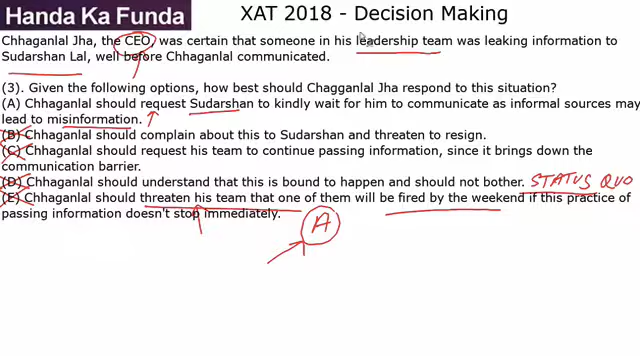 Handa Ka Funda
XAT 2018 - Decision Making
Chhaganlal Jha, the CEO, was certain that someone in his leadership team was leaking information to
Sudarshan Lal, well before Chhaganlal communicated.
(3). Given the following options, how best should Chagganlal Jha respond to this situation?
(A) Chhaganlal should request Sudarshan to kindly wait for him to communicate as informal sources may
lead to misinformation.
(B) Chhaganlal should complain about this to Sudarshan and threaten to resign.
(C) Chhaganlal should request his team to continue passing information, since it brings down the
communication barrier.
(D) Chhaganlal should understand that this is bound to happen and should not bother. STATUS QUO
(E) Chhaganlal should threaten his team that one of them will be fired by the weekend if this practice of
passing information doesn't stop immediately.
A